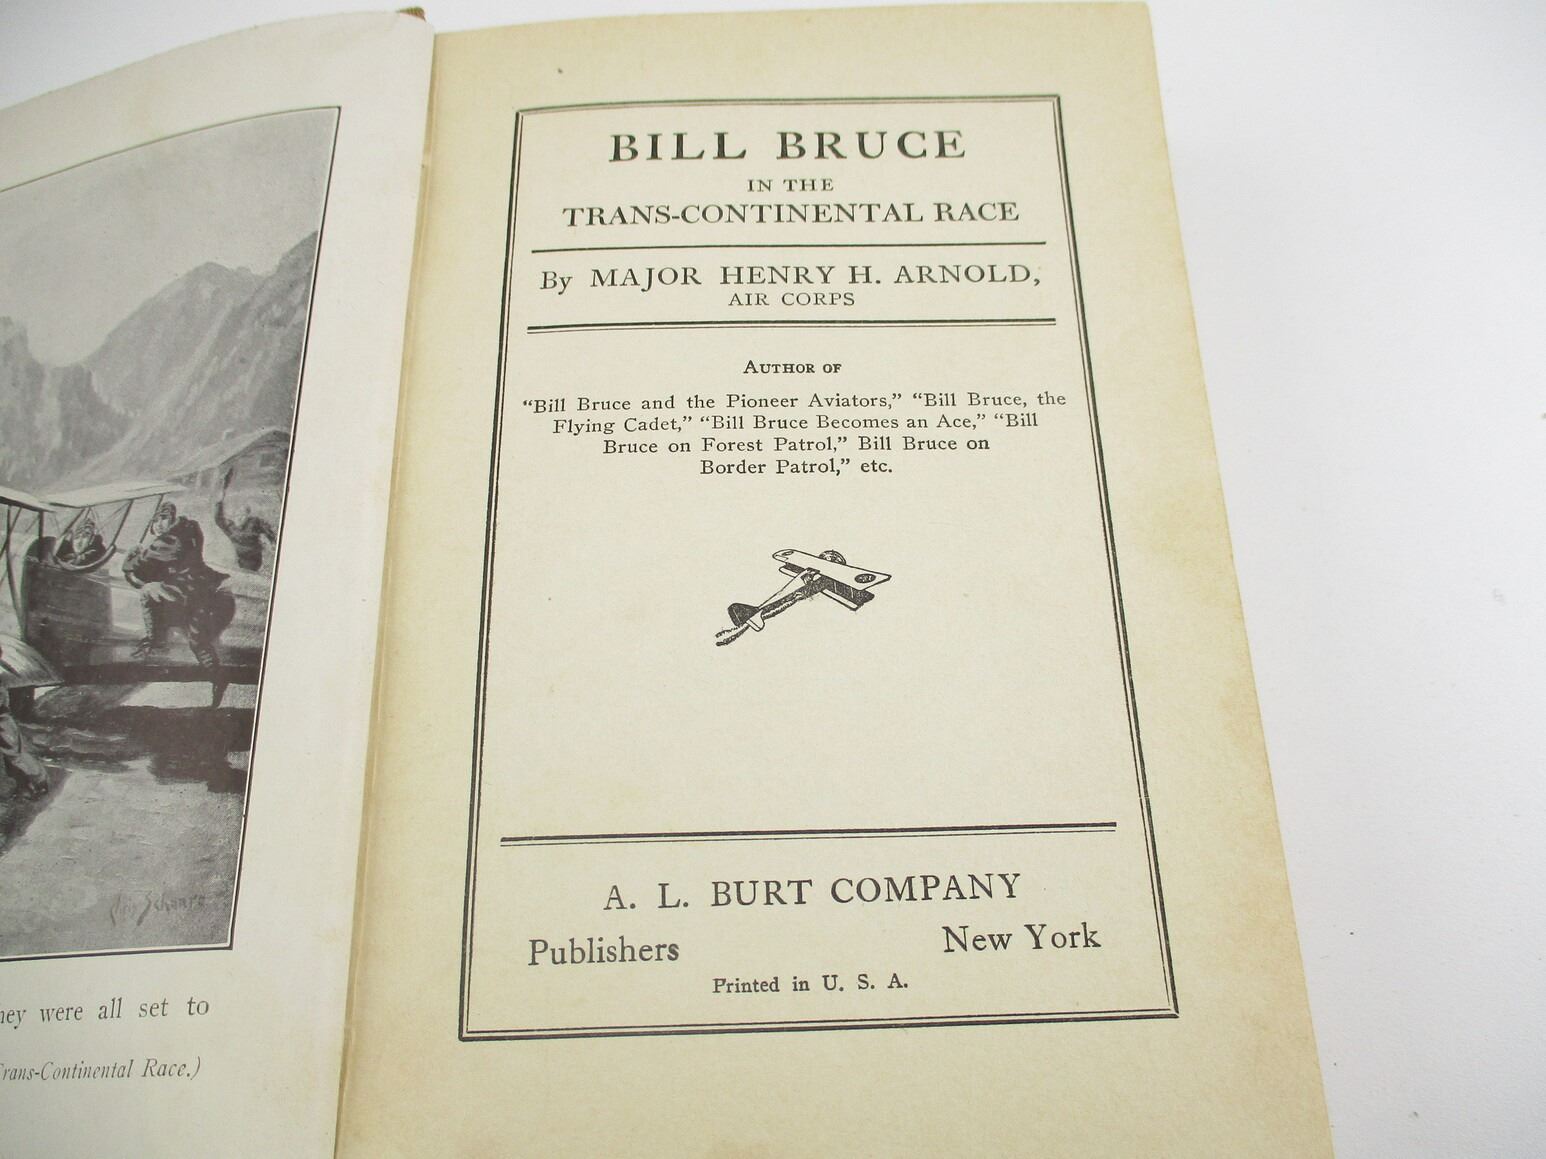 BILL BRUCE
IN THE
TRANS-CONTINENTAL RACE
By MAJOR HENRY H. ARNOLD,
AIR CORPS
AUTHOR OF
“Bill Bruce and the Pioneer Aviators,” “Bill Bruce, the
Flying Cadet,” “Bill Bruce Becomes an Ace,” “Bill
Bruce on Forest Patrol,” Bill Bruce on
Border Patrol,” etc.
A. L. BURT COMPANY
Publishers New York
Printed in U. S. A.
were all set to
Trans-Continental Race.)